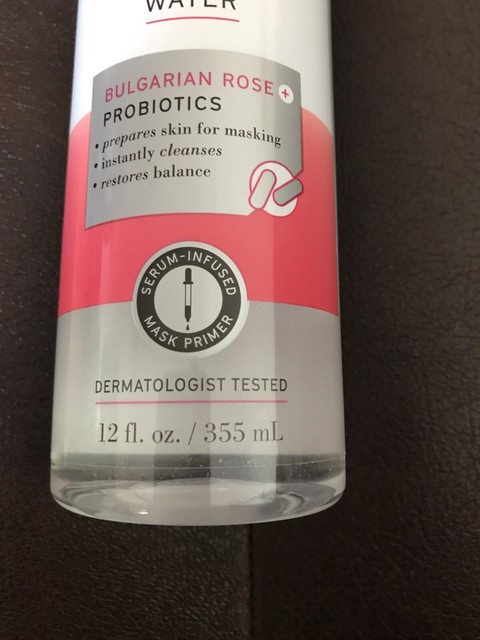 WATER
BULGARIAN ROSE +
PROBIOTICS
• prepares skin for masking
• instantly cleanses
• restores balance
SERUM-INFUSED
MASK PRIMER
DERMATOLOGIST TESTED
12 fl. oz. / 355 mL